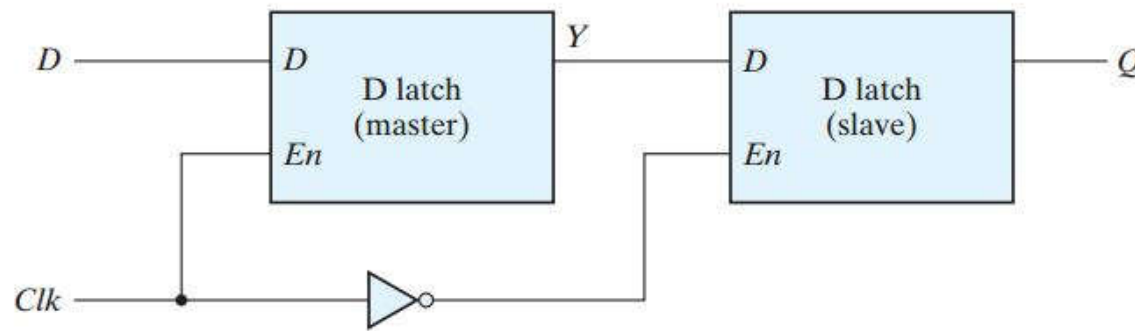 Y
D
D
D latch
(master)
En
D
D latch
(slave)
En
Q
Clk